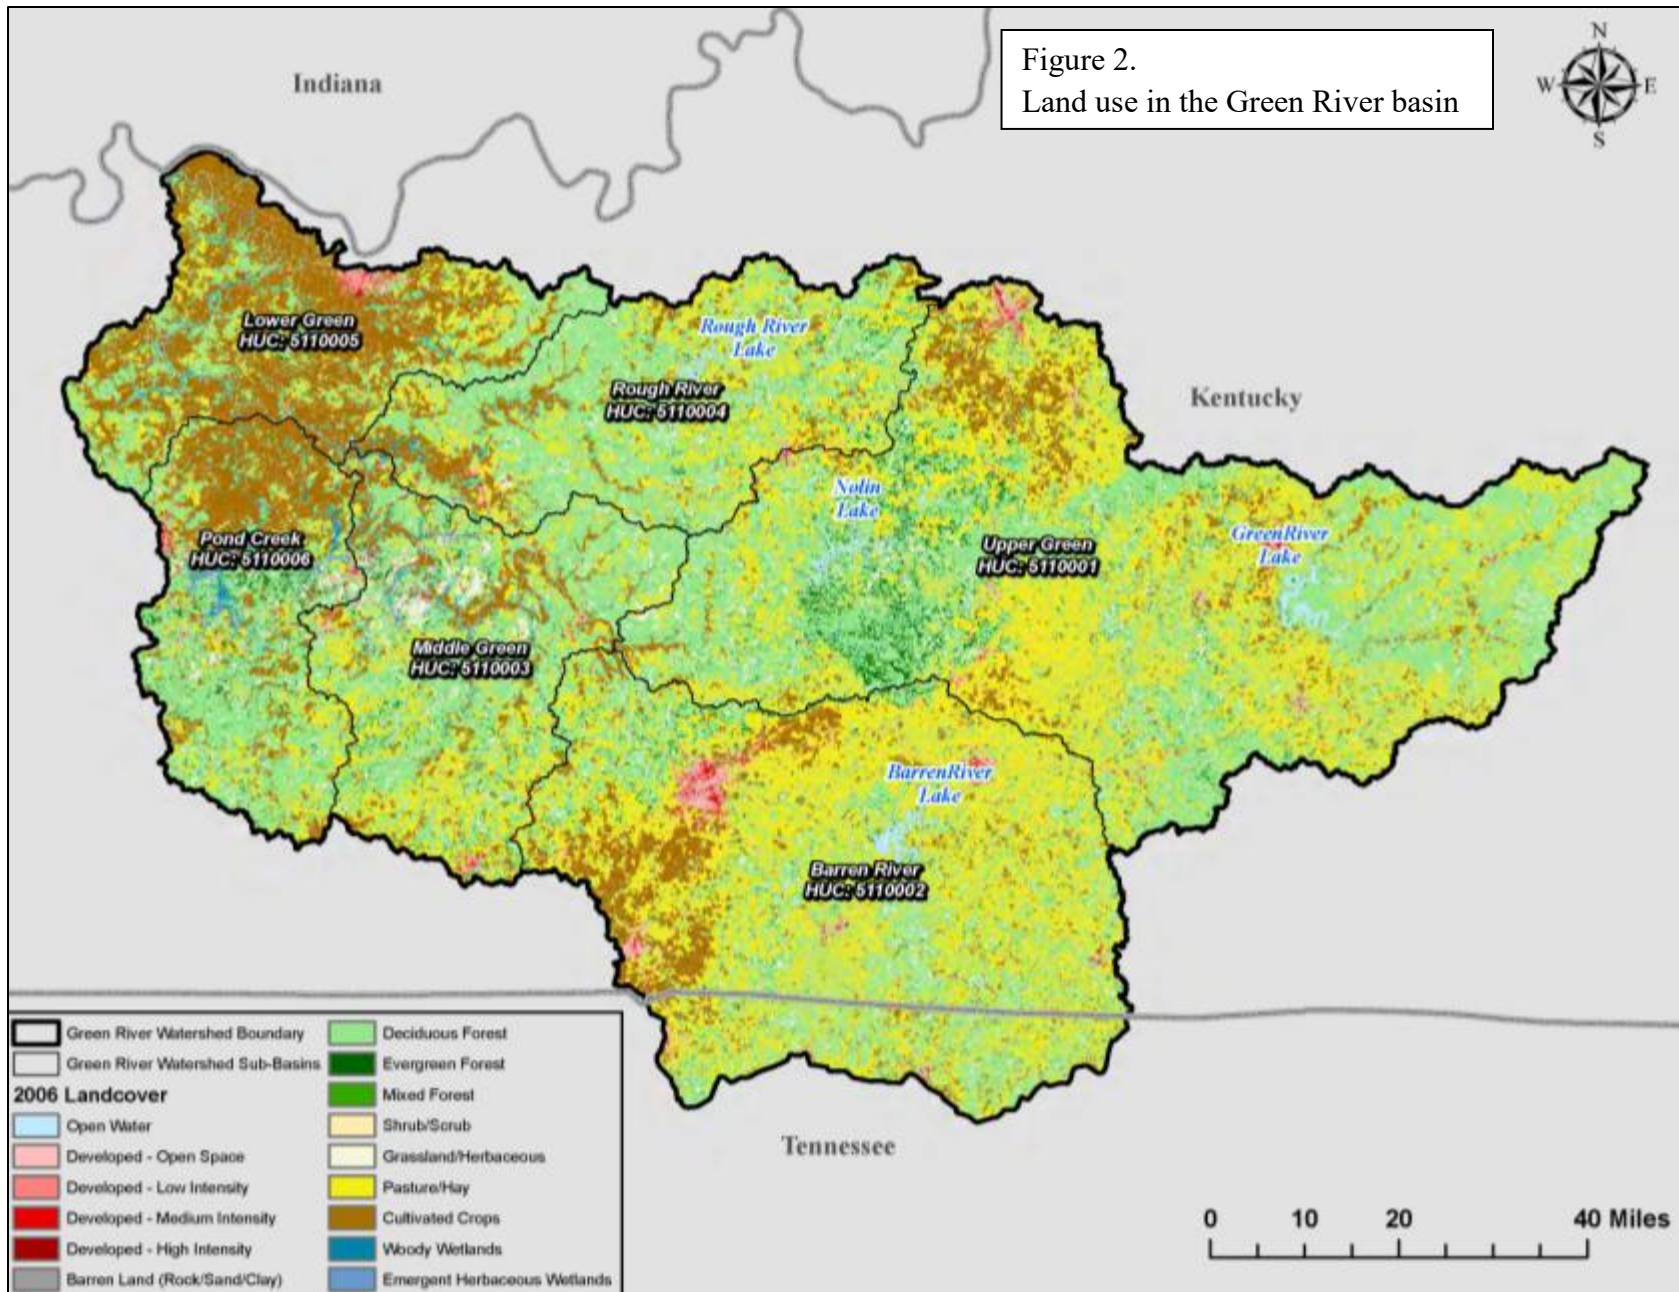 Figure 2.
Land use in the Green River basin
N
W
E
S
Indiana
Kentucky
Tennessee
Lower Green
HUC: 5110005
Rough River
Lake
Rough River
HUC: 5110004
Nolin
Lake
Upper Green
HUC: 5110001
GreenRiver
Lake
Pond Creek
HUC: 5110006
Middle Green
HUC: 5110003
BarrenRiver
Lake
Barren River
HUC: 5110002
Green River Watershed Boundary
Green River Watershed Sub-Basins
2006 Landcover
Open Water
Developed - Open Space
Developed - Low Intensity
Developed - Medium Intensity
Developed - High Intensity
Barren Land (Rock/Sand/Clay)
Deciduous Forest
Evergreen Forest
Mixed Forest
Shrub/Scrub
Grassland/Herbaceous
Pasture/Hay
Cultivated Crops
Woody Wetlands
Emergent Herbaceous Wetlands
0 10 20 40 Miles